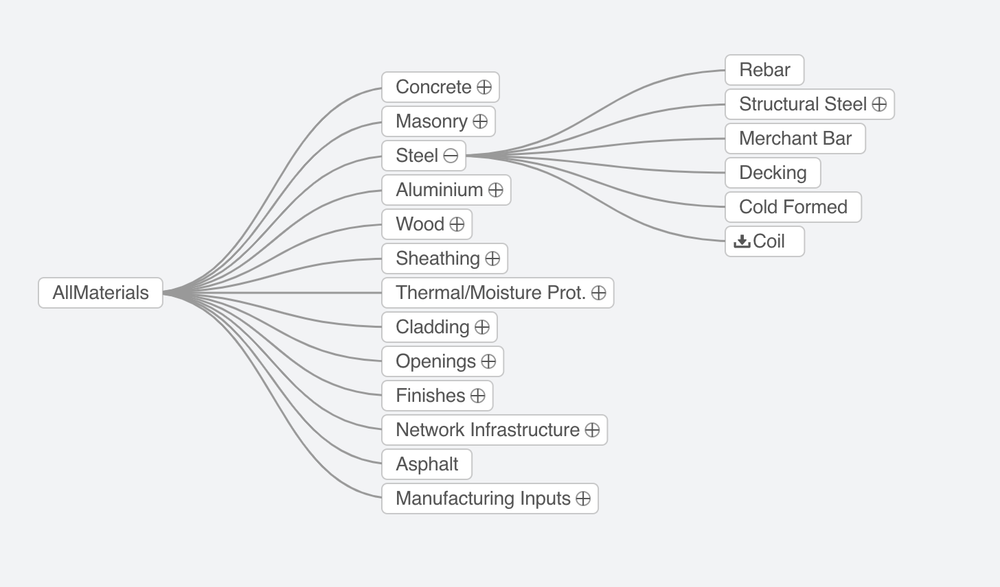 AllMaterials
Concrete
Masonry
Steel
Aluminium
Wood
Sheathing
Thermal/Moisture Prot.
Cladding
Openings
Finishes
Network Infrastructure
Asphalt
Manufacturing Inputs
Rebar
Structural Steel
Merchant Bar
Decking
Cold Formed
Coil